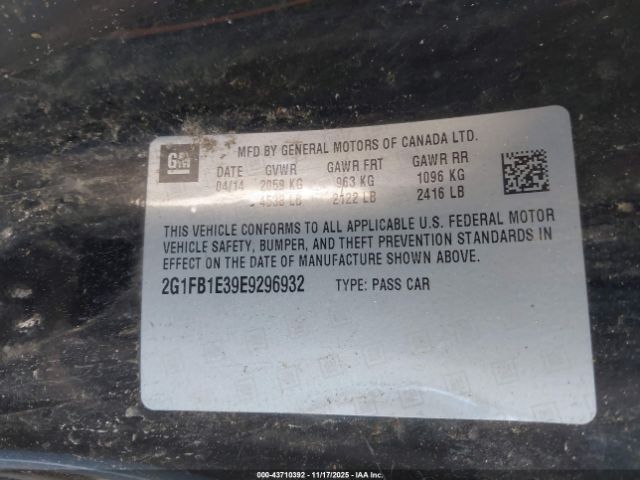 GM
MFD BY GENERAL MOTORS OF CANADA LTD.
DATE GVWR GAWR FRT GAWR RR
04/14 2059 KG 963 KG 1096 KG
4538 LB 2122 LB 2416 LB
THIS VEHICLE CONFORMS TO ALL APPLICABLE U.S. FEDERAL MOTOR
VEHICLE SAFETY, BUMPER, AND THEFT PREVENTION STANDARDS IN
EFFECT ON THE DATE OF MANUFACTURE SHOWN ABOVE.
2G1FB1E39E9296932 TYPE: PASS CAR
000-43710392 11/17/2025 IAAI.COM